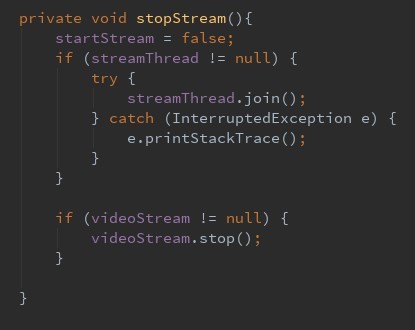 private void stopStream(){
    startStream = false;
    if (streamThread != null) {
        try {
            streamThread.join();
        } catch (InterruptedException e) {
            e.printStackTrace();
        }
    }

    if (videoStream != null) {
        videoStream.stop();
    }

}